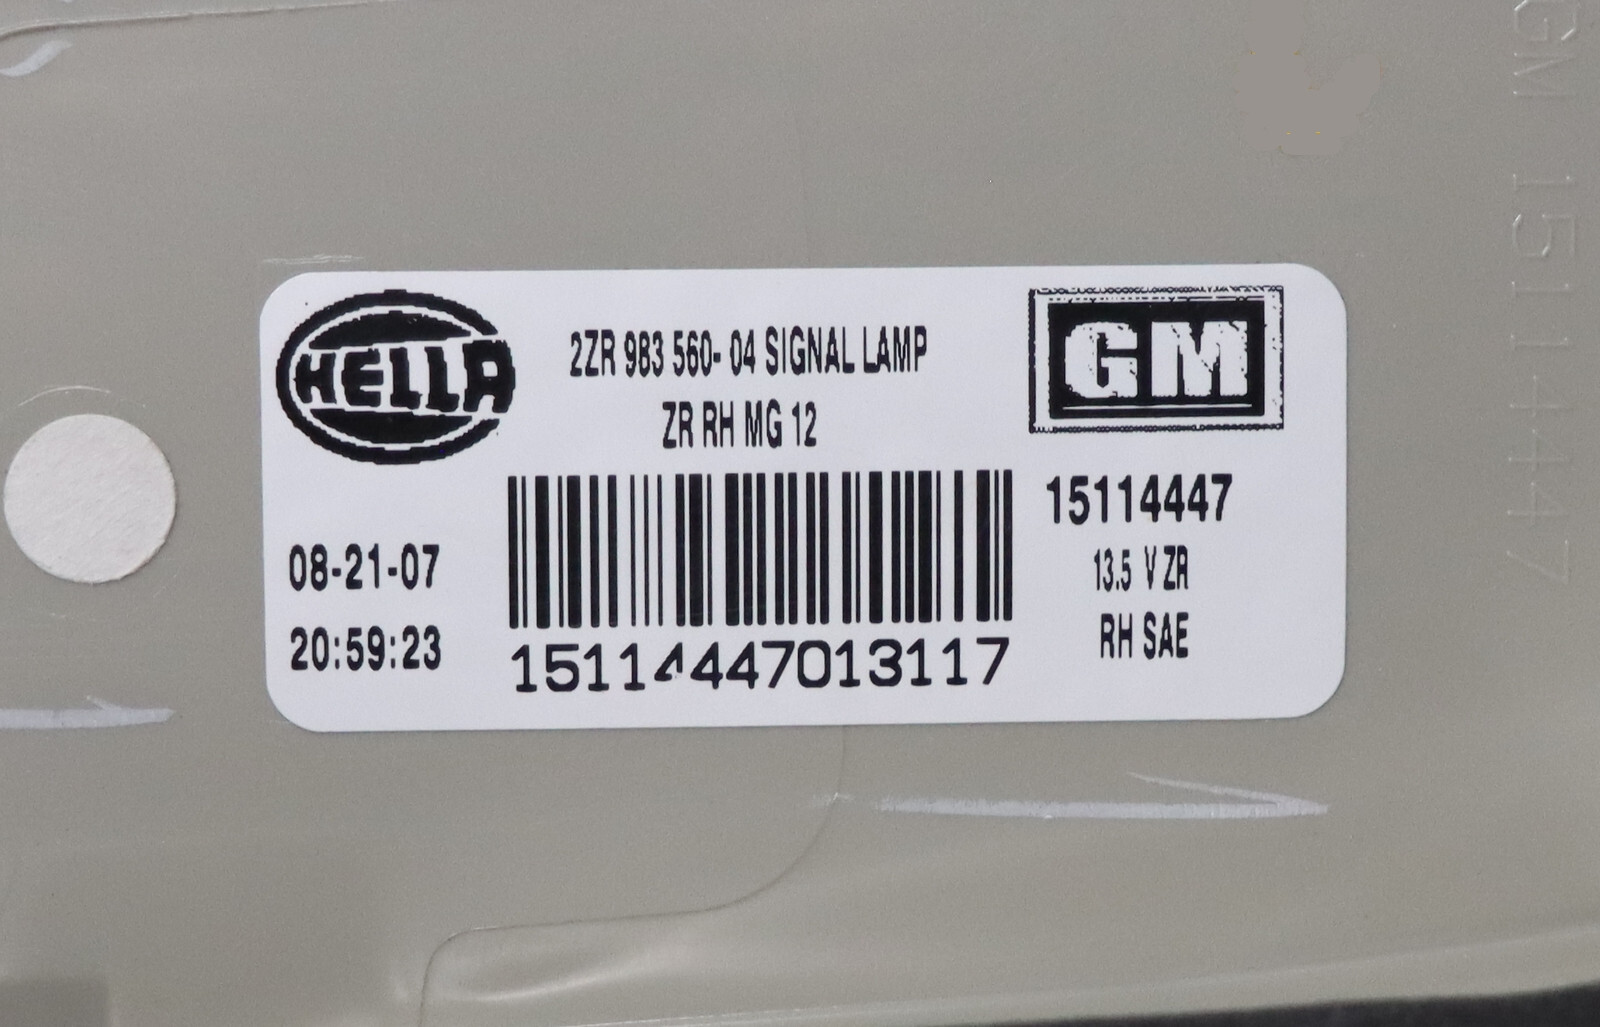 HELLA
2ZR 983 560- 04 SIGNAL LAMP
ZR RH MG 12
GM
15114447
13.5 V ZR
RH SAE
08-21-07
20:59:23
15114447013117
GM 15114447